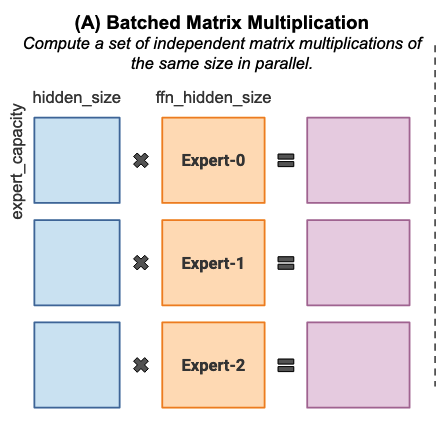 (A) Batched Matrix Multiplication
Compute a set of independent matrix multiplications of
the same size in parallel.
hidden_size
ffn_hidden_size
expert_capacity
Expert-0
Expert-1
Expert-2